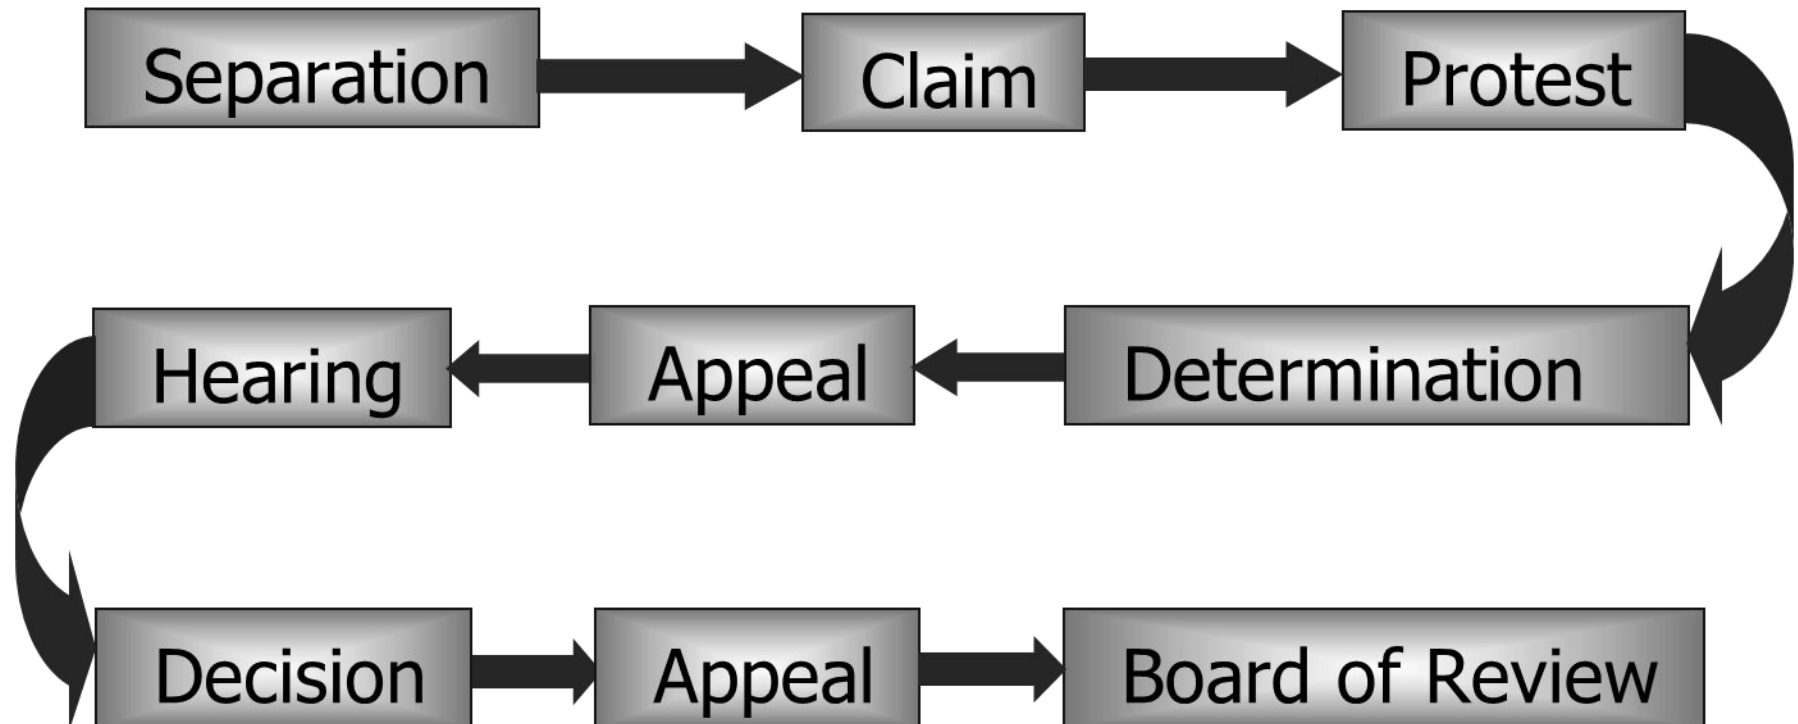 Separation
Claim
Protest
Determination
Appeal
Hearing
Decision
Appeal
Board of Review